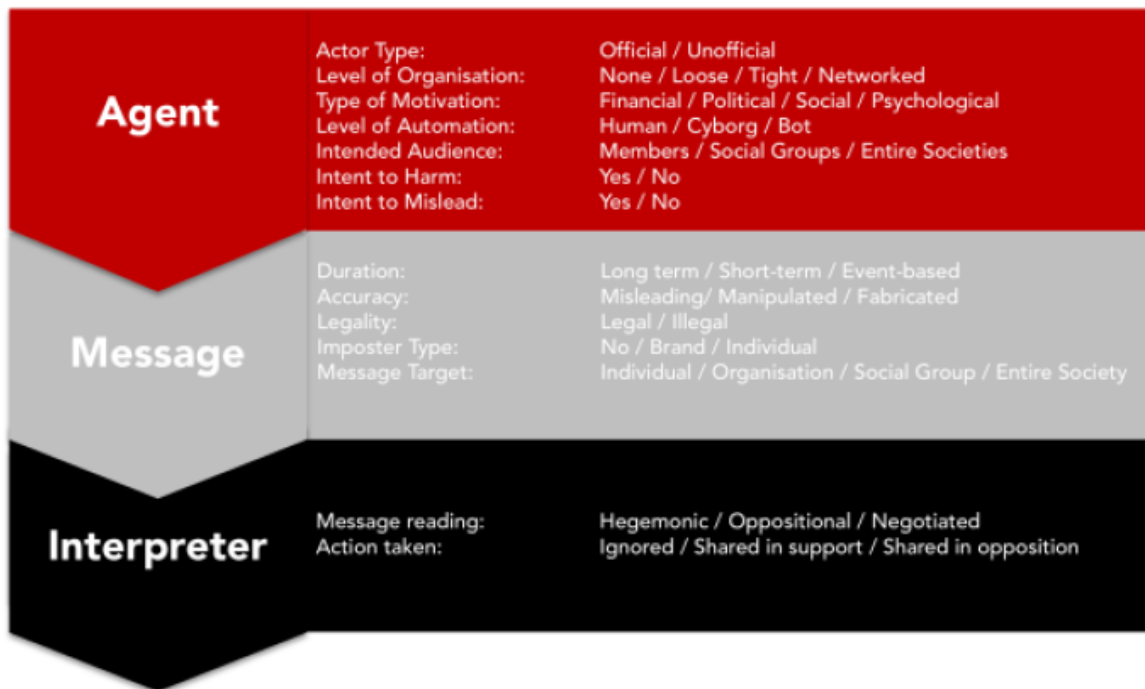 Agent
Actor Type: Official / Unofficial
Level of Organisation: None / Loose / Tight / Networked
Type of Motivation: Financial / Political / Social / Psychological
Level of Automation: Human / Cyborg / Bot
Intended Audience: Members / Social Groups / Entire Societies
Intent to Harm: Yes / No
Intent to Mislead: Yes / No
Message
Duration: Long term / Short-term / Event-based
Accuracy: Misleading/ Manipulated / Fabricated
Legality: Legal / Illegal
Imposter Type: No / Brand / Individual
Message Target: Individual / Organisation / Social Group / Entire Society
Interpreter
Message reading: Hegemonic / Oppositional / Negotiated
Action taken: Ignored / Shared in support / Shared in opposition